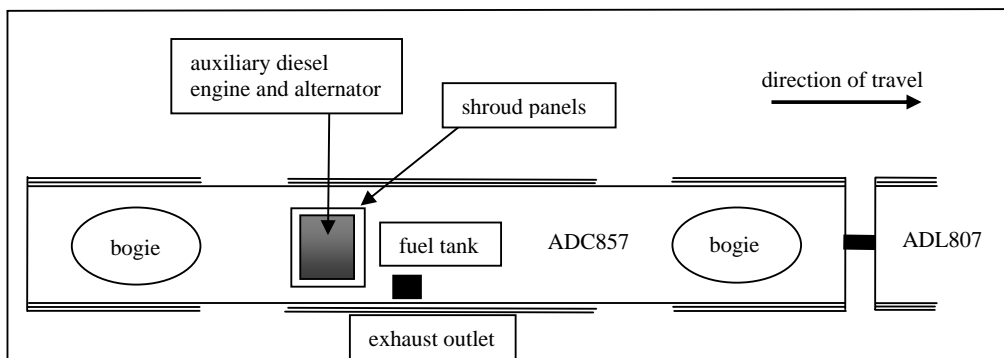 auxiliary diesel
engine and alternator
direction of travel
shroud panels
bogie
fuel tank
ADC857
bogie
ADL807
exhaust outlet